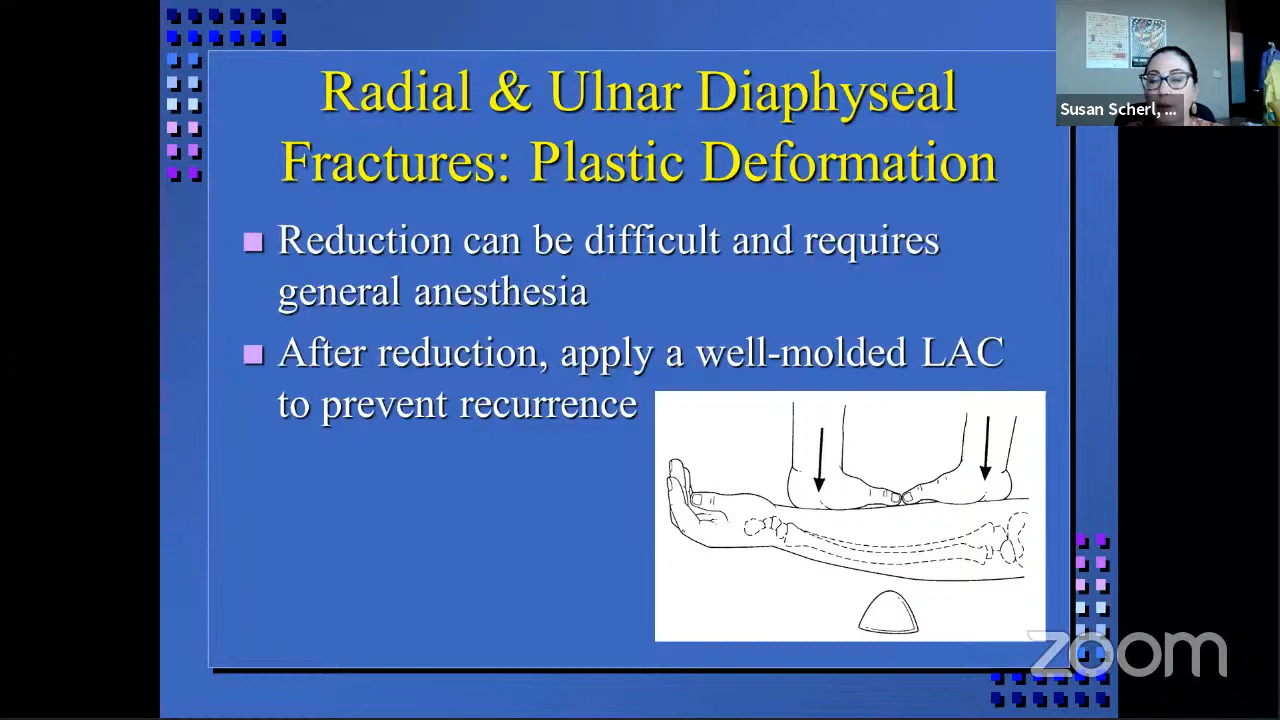 Radial & Ulnar Diaphyseal
Fractures: Plastic Deformation
Reduction can be difficult and requires
general anesthesia
After reduction, apply a well-molded LAC
to prevent recurrence
Susan Scherl, ...
zoom